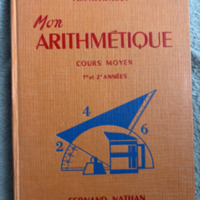 Mon
ARITHMÉTIQUE
COURS MOYEN
1re et 2e ANNÉES
4
2
6
FERNAND NATHAN